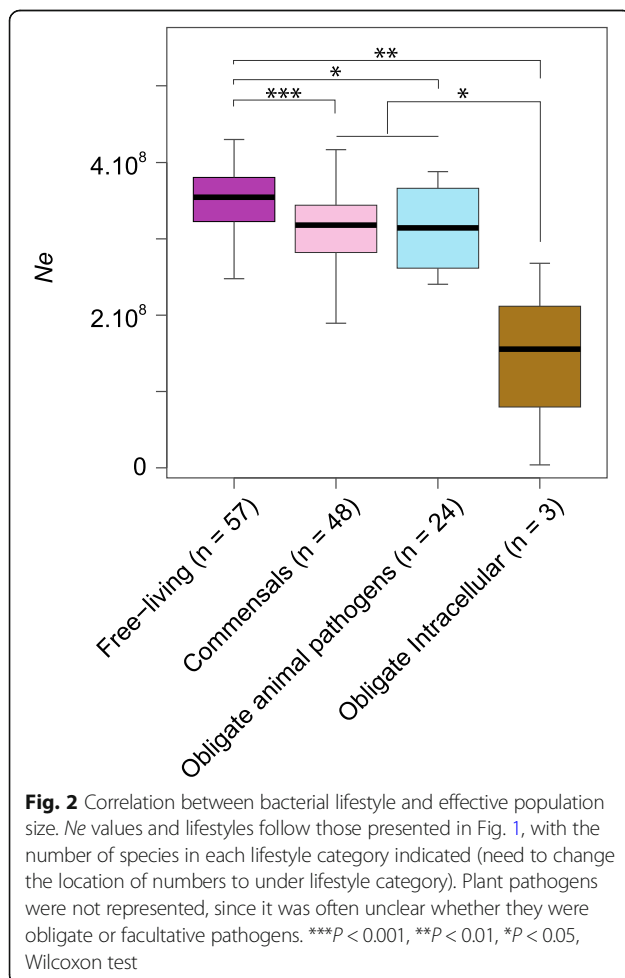 **
*
***
*
4.10⁸
Ne
2.10⁸
0
Free−living (n = 57)
Commensals (n = 48)
Obligate animal pathogens (n = 24)
Obligate Intracellular (n = 3)
Fig. 2 Correlation between bacterial lifestyle and effective population
size. Ne values and lifestyles follow those presented in Fig. 1, with the
number of species in each lifestyle category indicated (need to change
the location of numbers to under lifestyle category). Plant pathogens
were not represented, since it was often unclear whether they were
obligate or facultative pathogens. ***P < 0.001, **P < 0.01, *P < 0.05,
Wilcoxon test